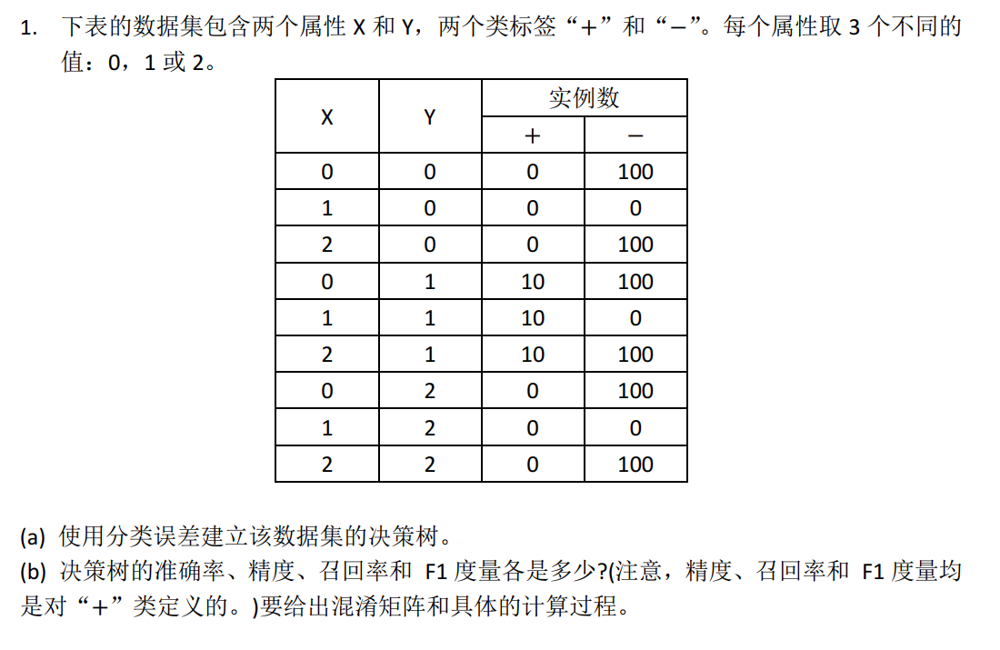 1. 下表的数据集包含两个属性 X 和 Y，两个类标签“+”和“−”。每个属性取 3 个不同的
值：0，1 或 2。
X Y 实例数
+ −
0 0 0 100
1 0 0 0
2 0 0 100
0 1 10 100
1 1 10 0
2 1 10 100
0 2 0 100
1 2 0 0
2 2 0 100
(a) 使用分类误差建立该数据集的决策树。
(b) 决策树的准确率、精度、召回率和 F1 度量各是多少?(注意，精度、召回率和 F1 度量均
是对“+”类定义的。)要给出混淆矩阵和具体的计算过程。